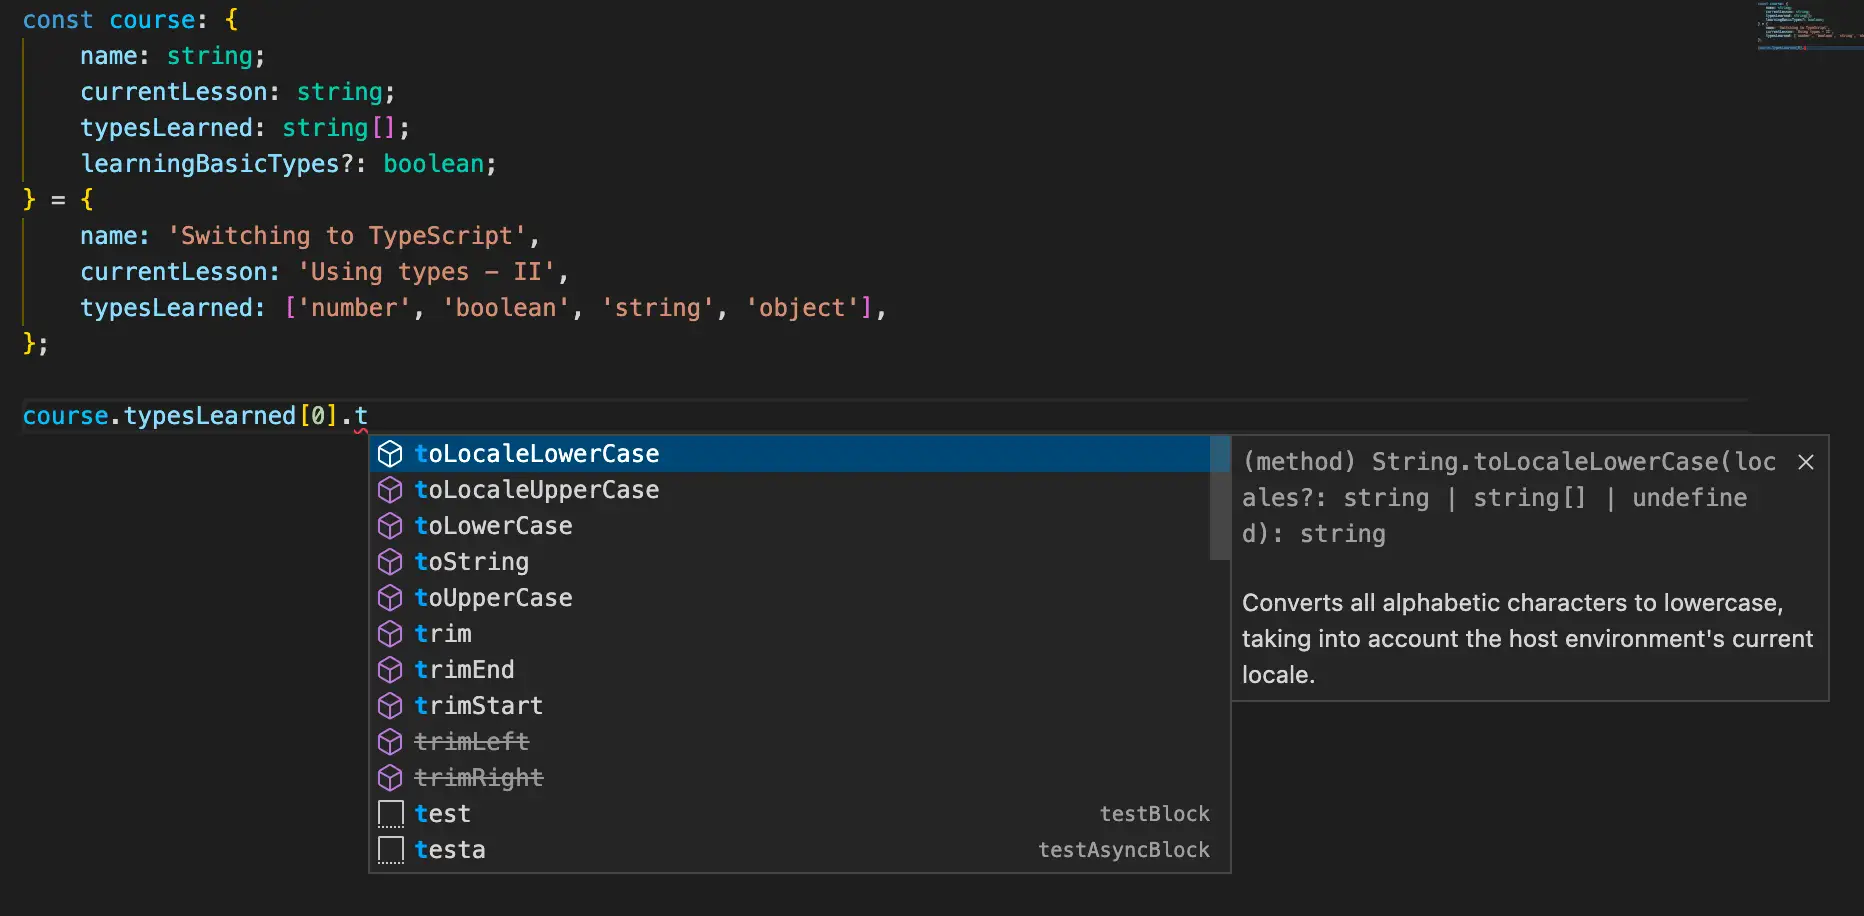 const course: {
    name: string;
    currentLesson: string;
    typesLearned: string[];
    learningBasicTypes?: boolean;
} = {
    name: 'Switching to TypeScript',
    currentLesson: 'Using types – II',
    typesLearned: ['number', 'boolean', 'string', 'object'],
};
course.typesLearned[0].t
toLocaleLowerCase
toLocaleUpperCase
toLowerCase
toString
toUpperCase
trim
trimEnd
trimStart
trimLeft
trimRight
test testBlock
testa testAsyncBlock
(method) String.toLocaleLowerCase(loc
ales?: string | string[] | undefine
d): string
Converts all alphabetic characters to lowercase,
taking into account the host environment's current
locale.